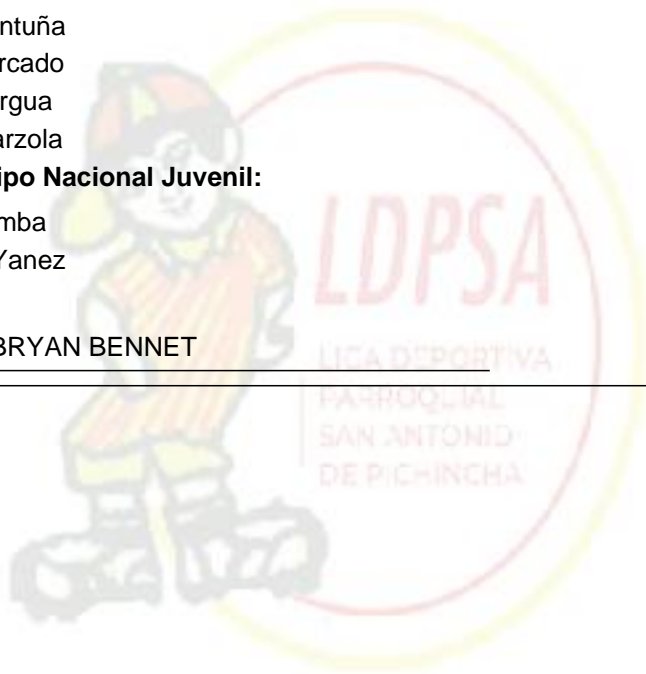 ntuña
rcado
rgua
arzola
ipo Nacional Juvenil:
mba
Yanez
BRYAN BENNET
LDPSA
LIGA DEPORTIVA
PARROQUIAL
SAN ANTONIO
DE PICHINCHA